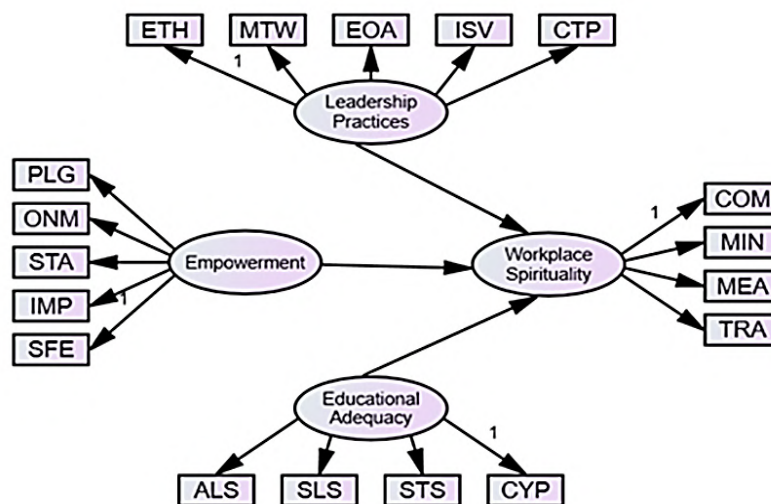 ETH
MTW
EOA
ISV
CTP
1
Leadership
Practices
PLG
ONM
STA
IMP
SFE
1
Empowerment
Workplace
Spirituality
1
COM
MIN
MEA
TRA
Educational
Adequacy
1
ALS
SLS
STS
CYP